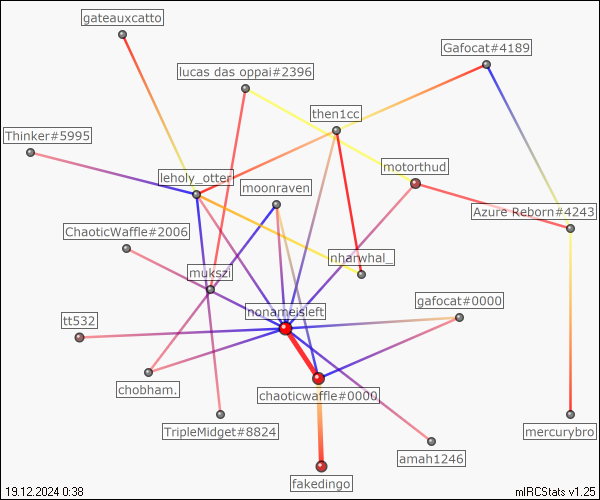 gateauxcatto
Gafocat#4189
lucas das oppai#2396
then1cc
Thinker#5995
motorthud
leholy_otter
moonraven
Azure Reborn#4243
ChaoticWaffle#2006
nharwhal_
mukszi
gafocat#0000
nonameisleft
tt532
chobham.
chaoticwaffle#0000
TripleMidget#8824
mercurybro
amah1246
fakedingo
19.12.2024 0:38
mIRCStats v1.25